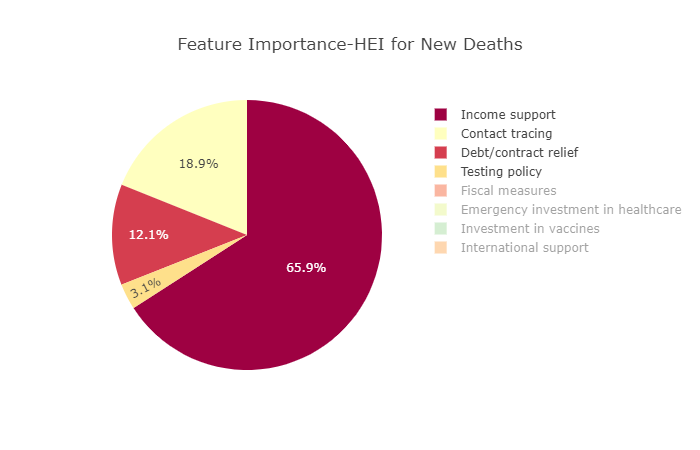 Feature Importance-HEI for New Deaths
Income support
Contact tracing
Debt/contract relief
Testing policy
Fiscal measures
Emergency investment in healthcare
Investment in vaccines
International support
18.9%
12.1%
3.1%
65.9%